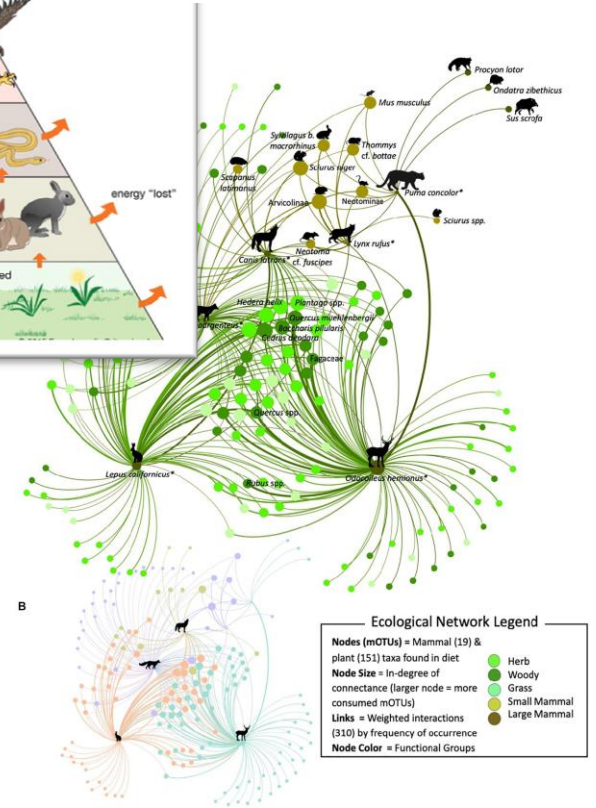 Procyon lotor
Ondatra zibethicus
Mus musculus
Sus scrofa
Sylvilagus b.
macrorhinus
Thommys
cf. bottae
Sciurus niger
Scapanus
latimanus
energy "lost"
Puma concolor*
Arvicolinae
Neotominae
Sciurus spp.
Lynx rufus*
Neotoma
cf. fuscipes
Canis latrans*
Hedera helix
Plantago spp.
Quercus muehlenbergii
argenteus*
Baccharis pilularis
Cedrus deodara
Fagaceae
Quercus spp.
Lepus californicus*
Odocoileus hemionus*
Rubus spp.
B
Ecological Network Legend
Nodes (mOTUs) = Mammal (19) &
plant (151) taxa found in diet
Node Size = In-degree of
connectance (larger node = more
consumed mOTUs)
Links = Weighted interactions
(310) by frequency of occurrence
Node Color = Functional Groups
Herb
Woody
Grass
Small Mammal
Large Mammal